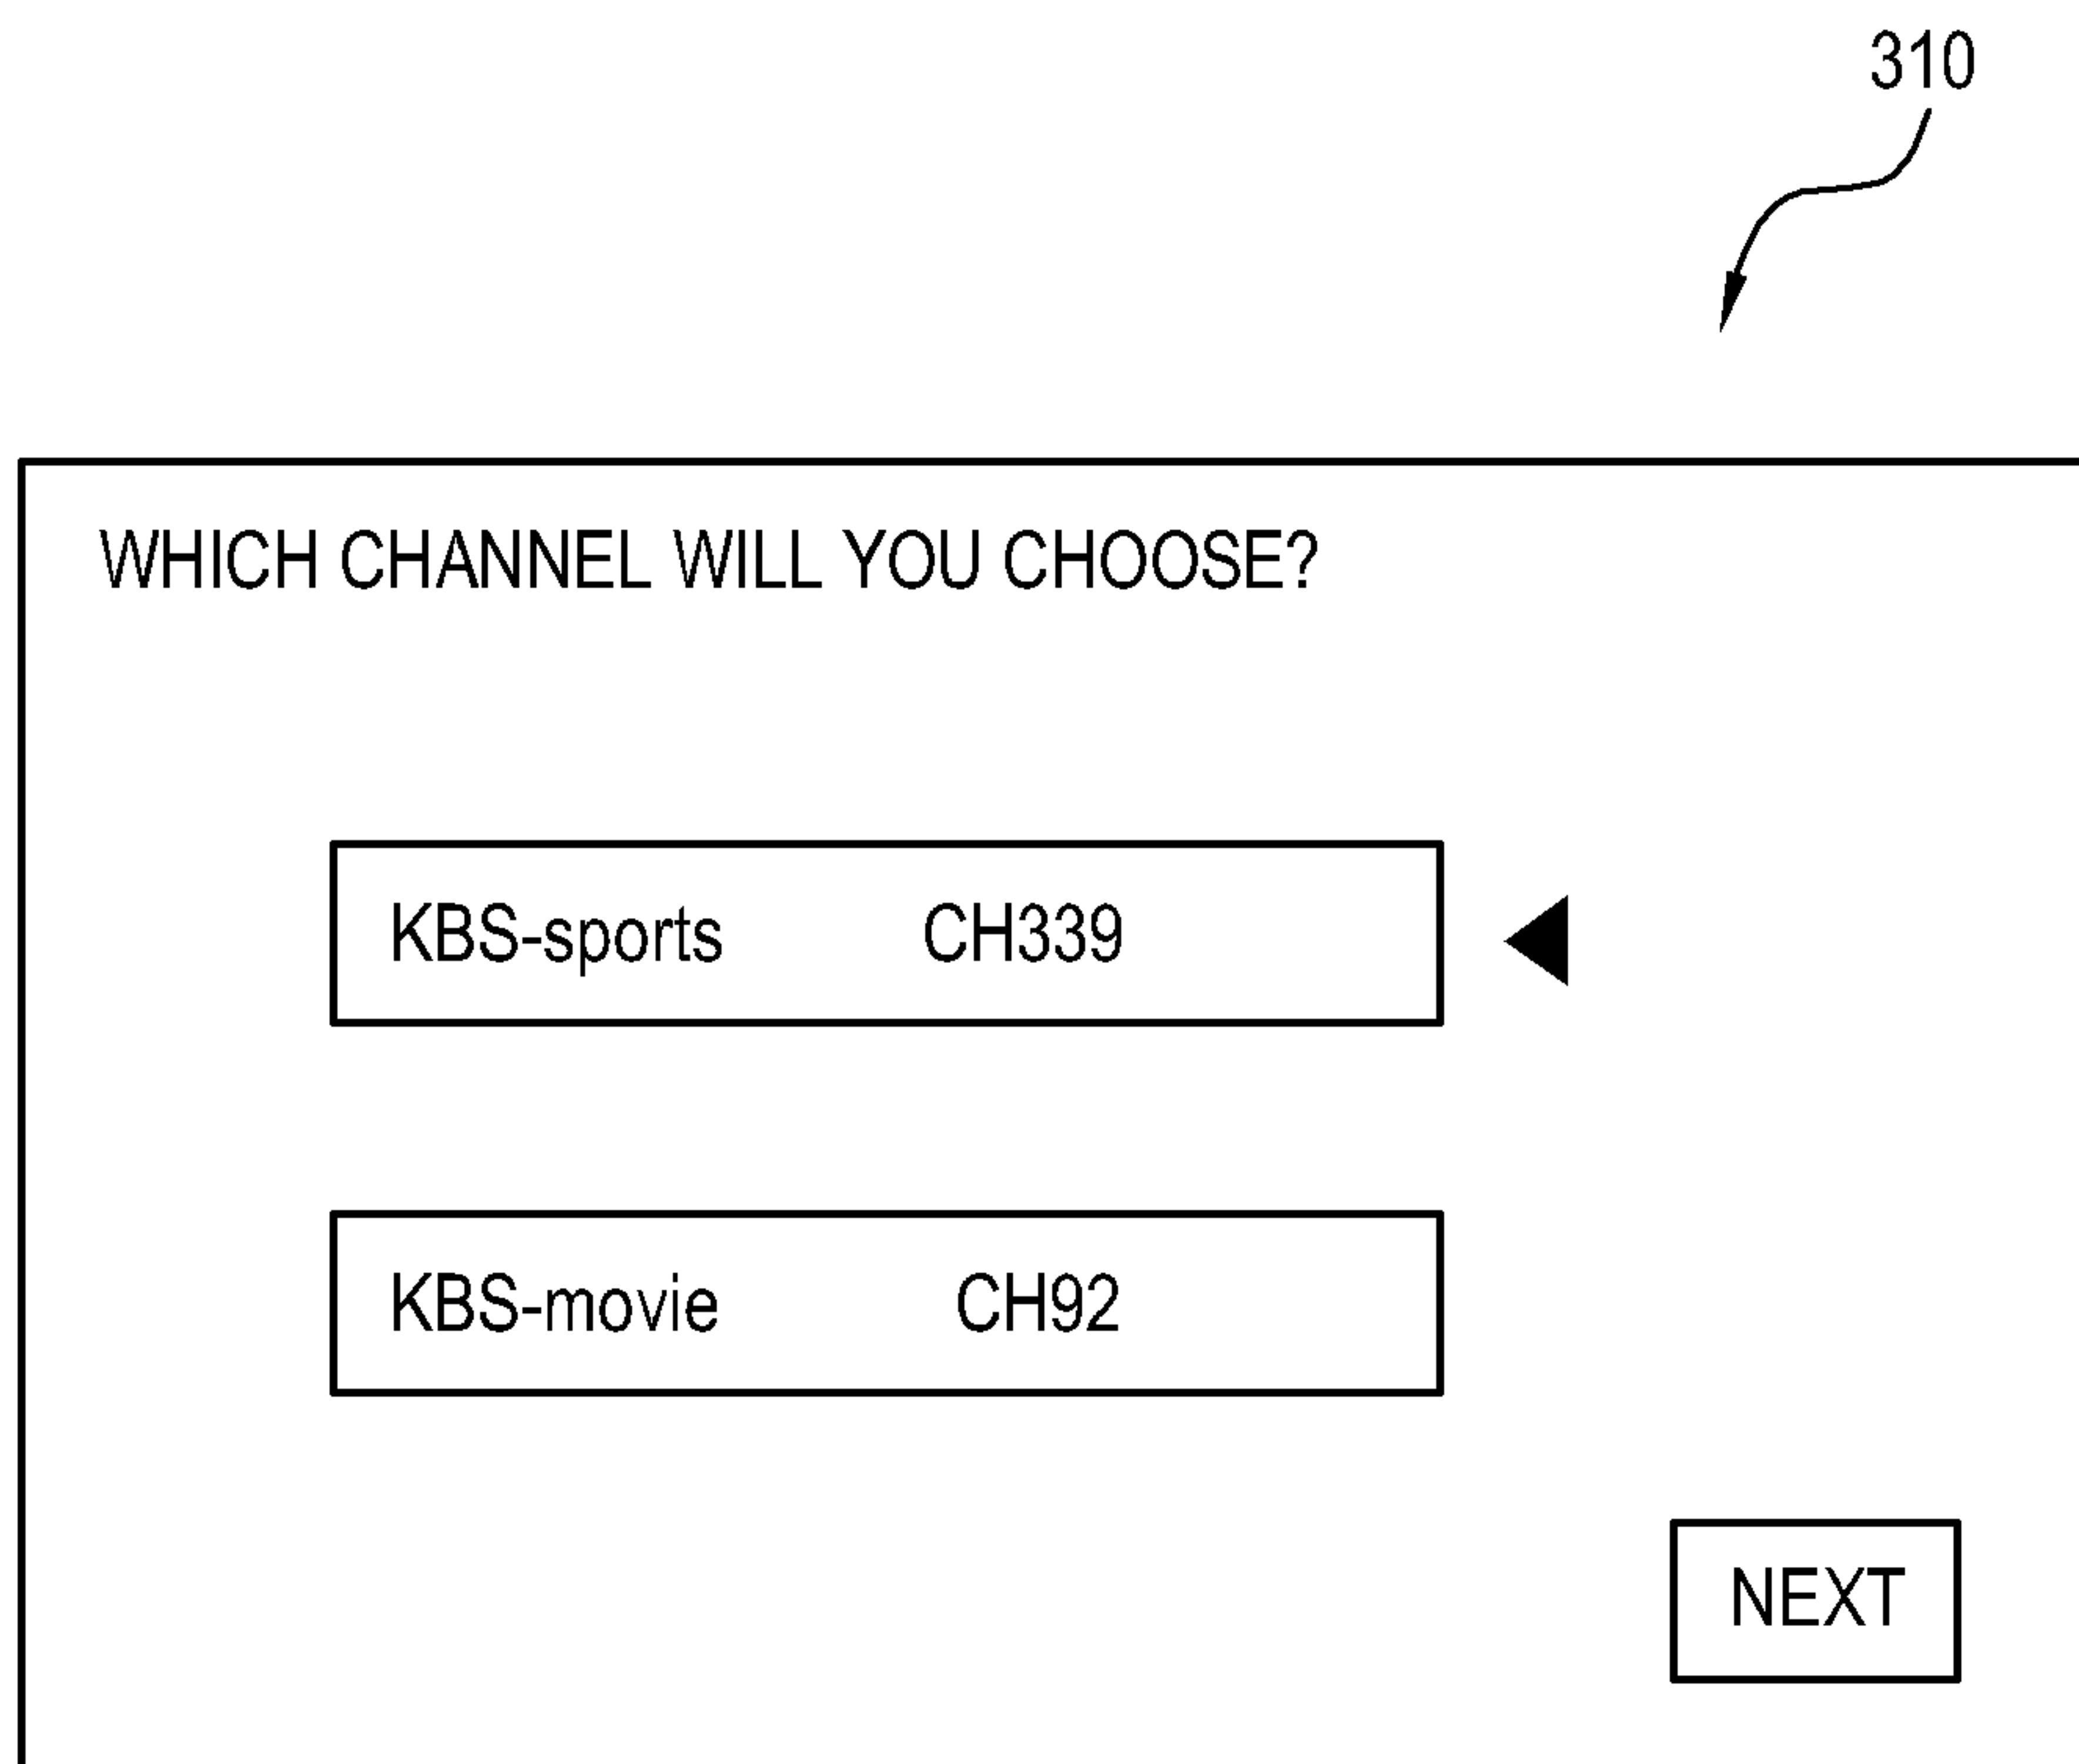 310
WHICH CHANNEL WILL YOU CHOOSE?
KBS-sports CH339
KBS-movie CH92
NEXT